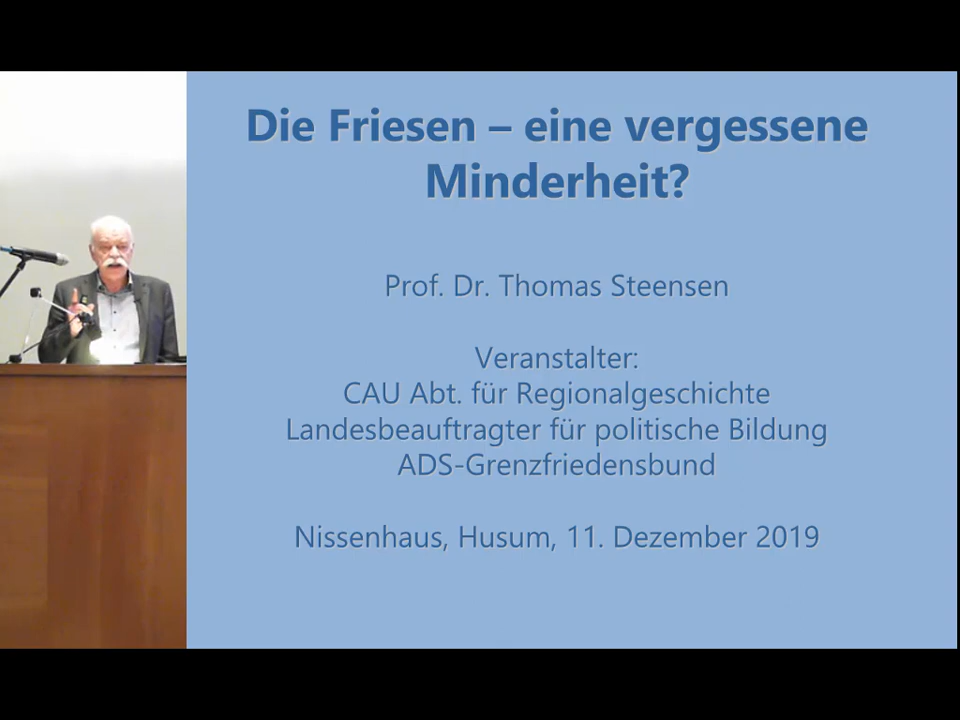 Die Friesen – eine vergessene
Minderheit?
Prof. Dr. Thomas Steensen
Veranstalter:
CAU Abt. für Regionalgeschichte
Landesbeauftragter für politische Bildung
ADS-Grenzfriedensbund
Nissenhaus, Husum, 11. Dezember 2019